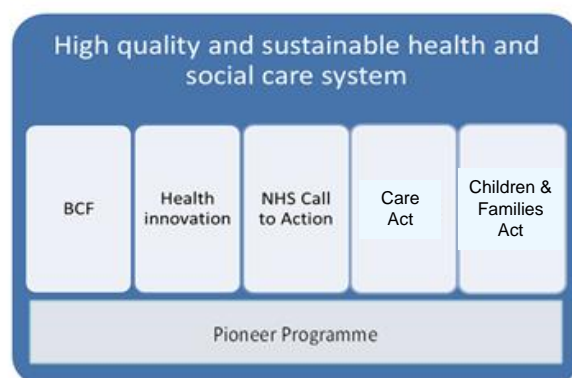 High quality and sustainable health and
social care system
BCF
Health
innovation
NHS Call
to Action
Care
Act
Children &
Families
Act
Pioneer Programme